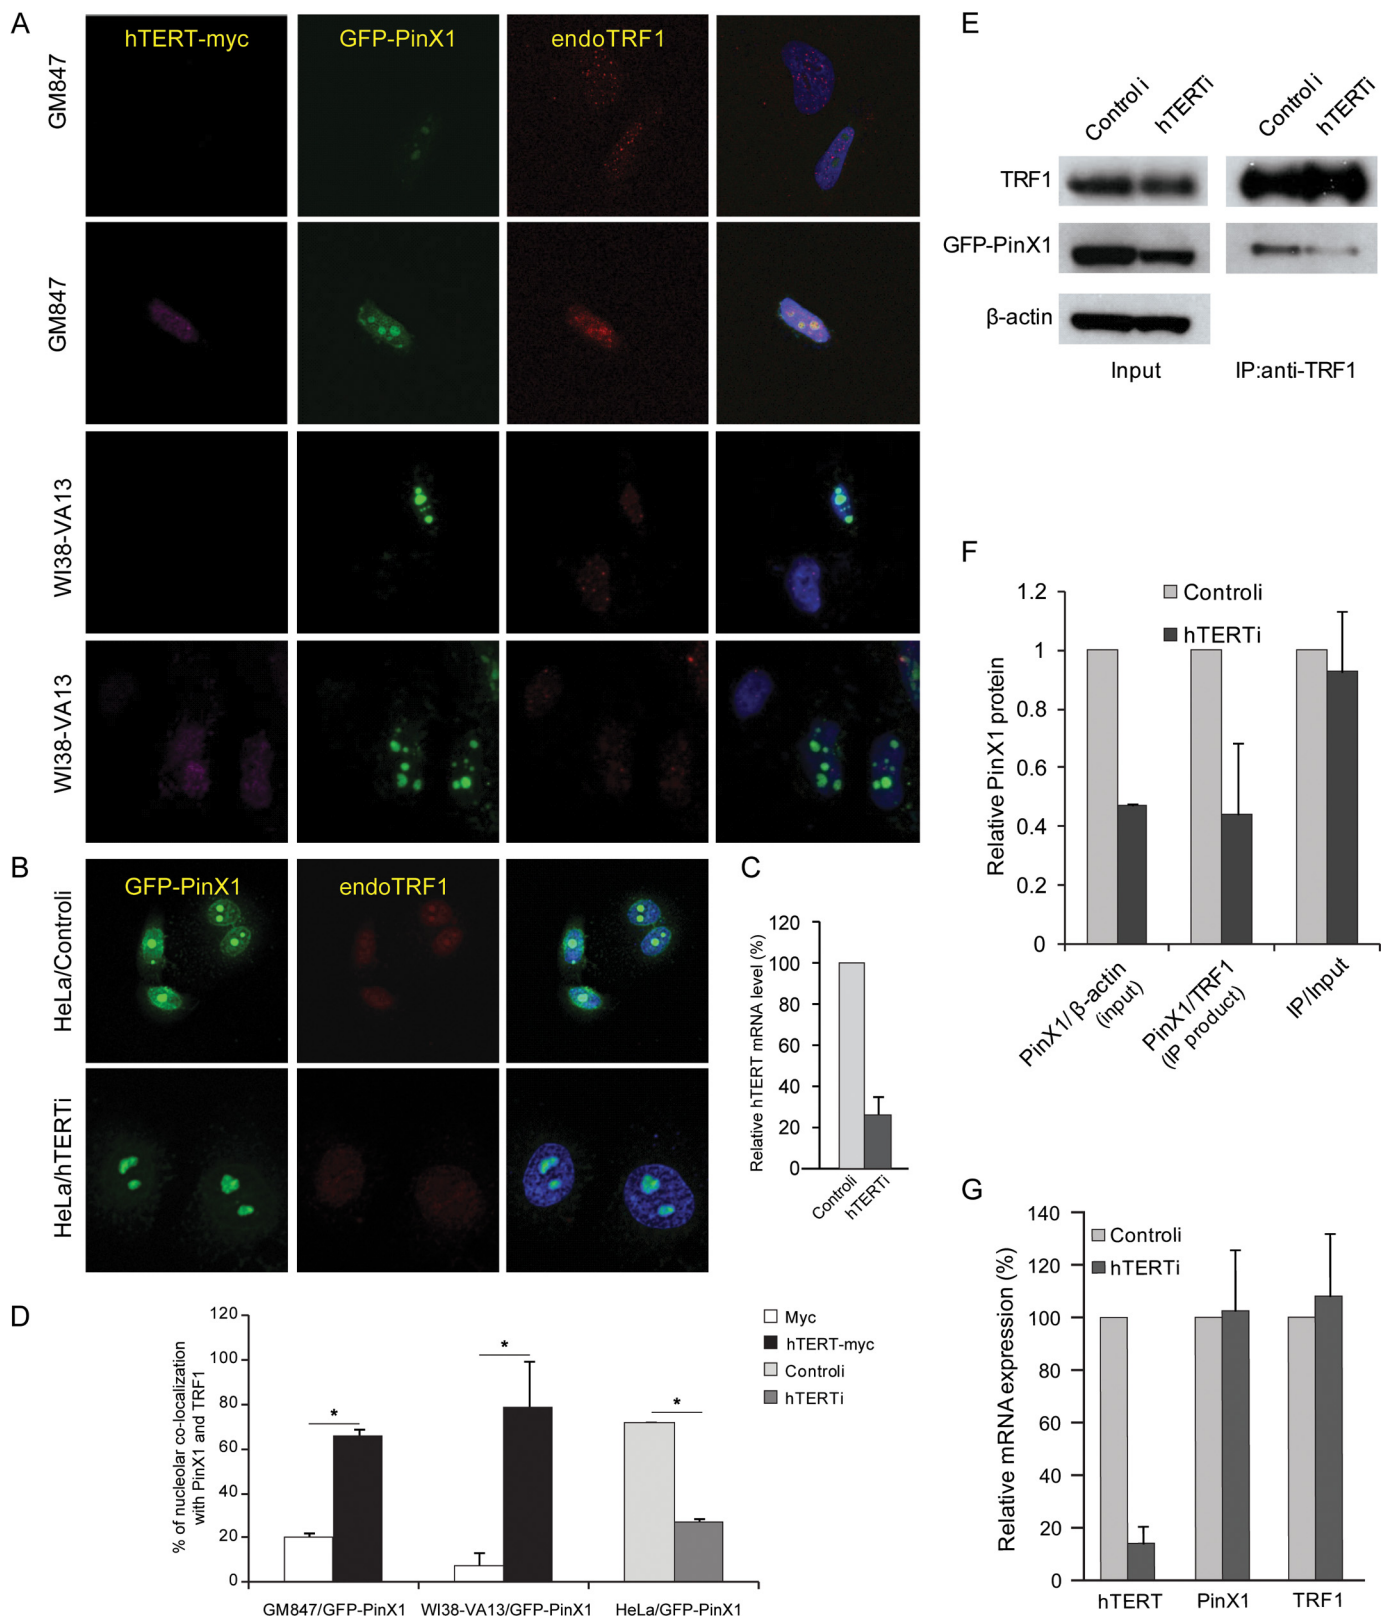 A
hTERT-myc
GFP-PinX1
endoTRF1
GM847
GM847
WI38-VA13
WI38-VA13
B
GFP-PinX1
endoTRF1
HeLa/Controli
HeLa/hTERTi
C
Relative hTERT mRNA level (%)
120
100
80
60
40
20
0
Controli
hTERTi
D
% of nucleolar co-localization
with PinX1 and TRF1
120
100
80
60
40
20
0
*
*
*
Myc
hTERT-myc
Controli
hTERTi
GM847/GFP-PinX1
WI38-VA13/GFP-PinX1
HeLa/GFP-PinX1
E
Control i
hTERTi
Control i
hTERTi
TRF1
GFP-PinX1
β-actin
Input
IP:anti-TRF1
F
Relative PinX1 protein
1.2
1
0.8
0.6
0.4
0.2
0
Controli
hTERTi
PinX1/ β-actin
(input)
PinX1/TRF1
(IP product)
IP/Input
G
Relative mRNA expression (%)
140
120
100
80
60
40
20
0
Controli
hTERTi
hTERT
PinX1
TRF1